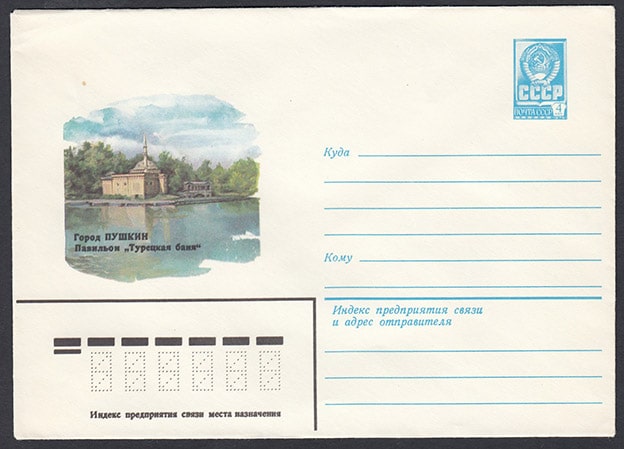 СССР
ПОЧТА СССР
4
Куда
Город ПУШКИН
Павильон „Турецкая баня“
Кому
Индекс предприятия связи
и адрес отправителя
Индекс предприятия связи места назначения